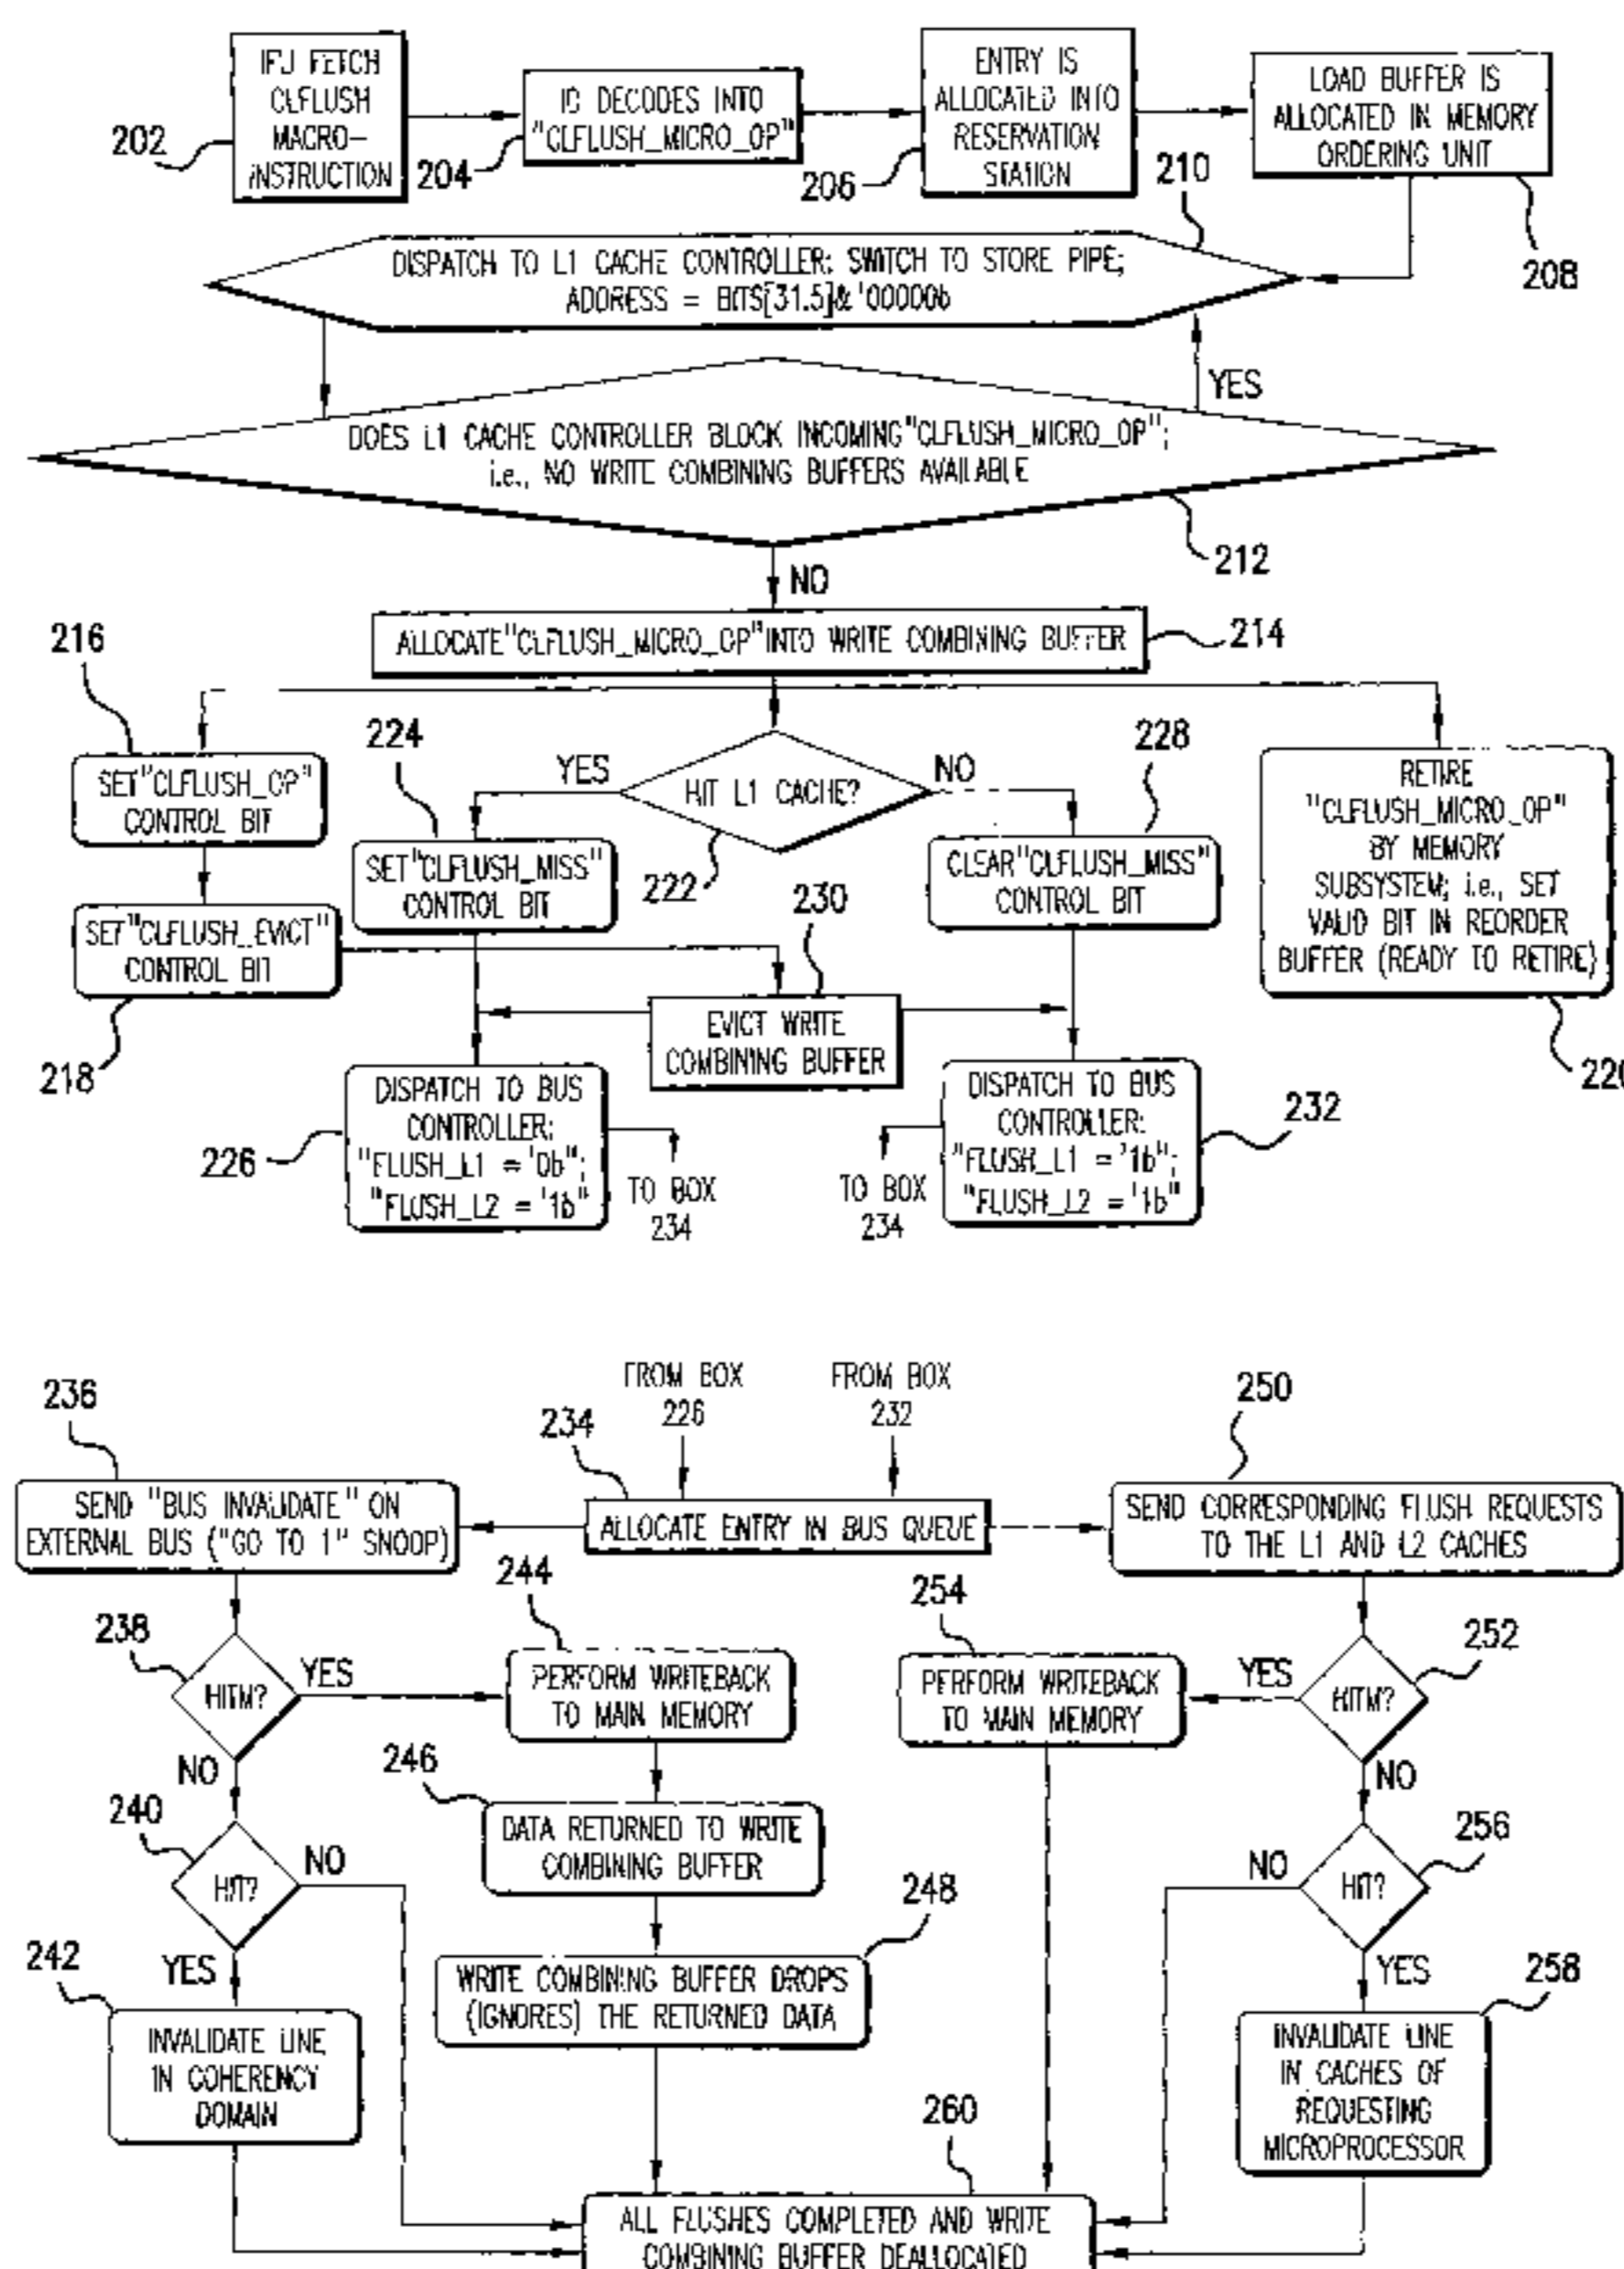 IFU FETCH
CLFLUSH
MACRO-
INSTRUCTION
202
ID DECODES INTO
"CLFLUSH_MICRO_OP"
204
ENTRY IS
ALLOCATED INTO
RESERVATION
STATION
206
LOAD BUFFER IS
ALLOCATED IN MEMORY
ORDERING UNIT
208
210
DISPATCH TO L1 CACHE CONTROLLER; SWITCH TO STORE PIPE;
ADDRESS = BITS[31.5]&'00000b
YES
DOES L1 CACHE CONTROLLER BLOCK INCOMING "CLFLUSH_MICRO_OP";
i.e., NO WRITE COMBINING BUFFERS AVAILABLE
212
NO
ALLOCATE "CLFLUSH_MICRO_OP" INTO WRITE COMBINING BUFFER
214
216
SET "CLFLUSH_OP"
CONTROL BIT
SET "CLFLUSH_EVICT"
CONTROL BIT
218
224
YES
HIT L1 CACHE?
NO
222
228
SET "CLFLUSH_MISS"
CONTROL BIT
CLEAR "CLFLUSH_MISS"
CONTROL BIT
RETIRE
"CLFLUSH_MICRO_OP"
BY MEMORY
SUBSYSTEM; i.e., SET
VALID BIT IN REORDER
BUFFER (READY TO RETIRE)
220
230
EVICT WRITE
COMBINING BUFFER
DISPATCH TO BUS
CONTROLLER:
"FLUSH_L1 = '0b";
"FLUSH_L2 = '1b"
226
TO BOX
234
TO BOX
234
DISPATCH TO BUS
CONTROLLER:
"FLUSH_L1 = '1b";
"FLUSH_L2 = '1b"
232
FROM BOX
226
FROM BOX
232
234
ALLOCATE ENTRY IN BUS QUEUE
236
SEND "BUS INVALIDATE" ON
EXTERNAL BUS ("GO TO 1" SNOOP)
250
SEND CORRESPONDING FLUSH REQUESTS
TO THE L1 AND L2 CACHES
238
HITM?
YES
NO
244
PERFORM WRITEBACK
TO MAIN MEMORY
254
PERFORM WRITEBACK
TO MAIN MEMORY
YES
HITM?
252
NO
240
HIT?
NO
YES
246
DATA RETURNED TO WRITE
COMBINING BUFFER
248
WRITE COMBINING BUFFER DROPS
(IGNORES) THE RETURNED DATA
NO
HIT?
256
YES
242
INVALIDATE LINE
IN COHERENCY
DOMAIN
258
INVALIDATE LINE
IN CACHES OF
REQUESTING
MICROPROCESSOR
260
ALL FLUSHES COMPLETED AND WRITE
COMBINING BUFFER DEALLOCATED